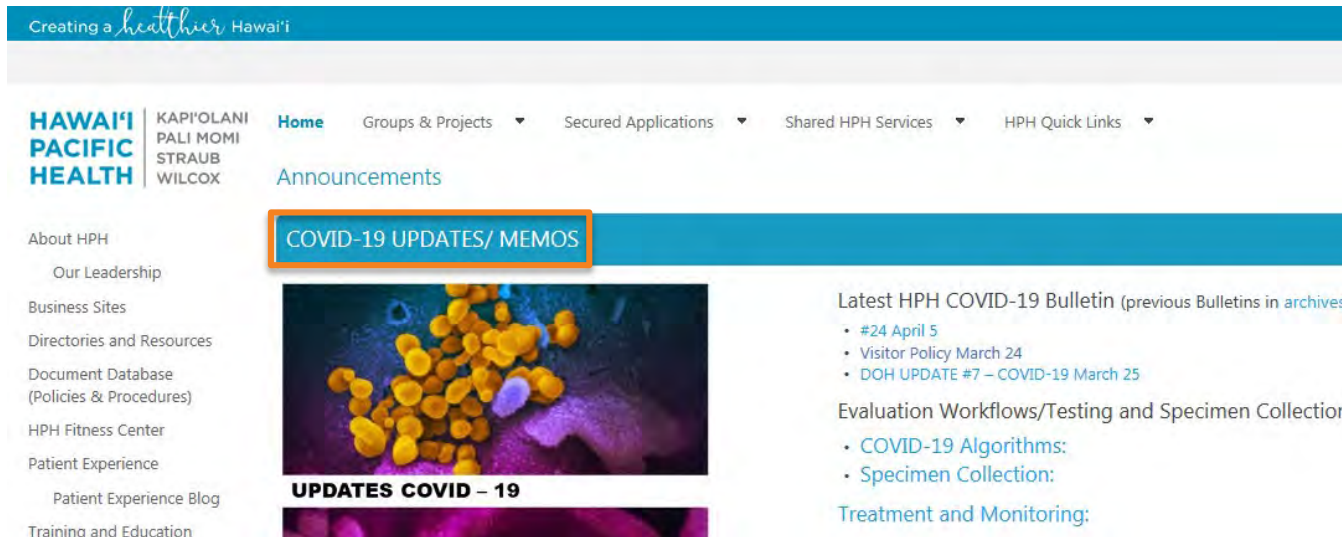 Creating a healthier Hawai'i
HAWAI'I
PACIFIC
HEALTH
KAPI'OLANI
PALI MOMI
STRAUB
WILCOX
Home Groups & Projects Secured Applications Shared HPH Services HPH Quick Links
Announcements
About HPH
Our Leadership
Business Sites
Directories and Resources
Document Database
(Policies & Procedures)
HPH Fitness Center
Patient Experience
Patient Experience Blog
Training and Education
COVID-19 UPDATES/ MEMOS
UPDATES COVID – 19
Latest HPH COVID-19 Bulletin (previous Bulletins in archives
• #24 April 5
• Visitor Policy March 24
• DOH UPDATE #7 – COVID-19 March 25
Evaluation Workflows/Testing and Specimen Collection
• COVID-19 Algorithms:
• Specimen Collection:
Treatment and Monitoring: